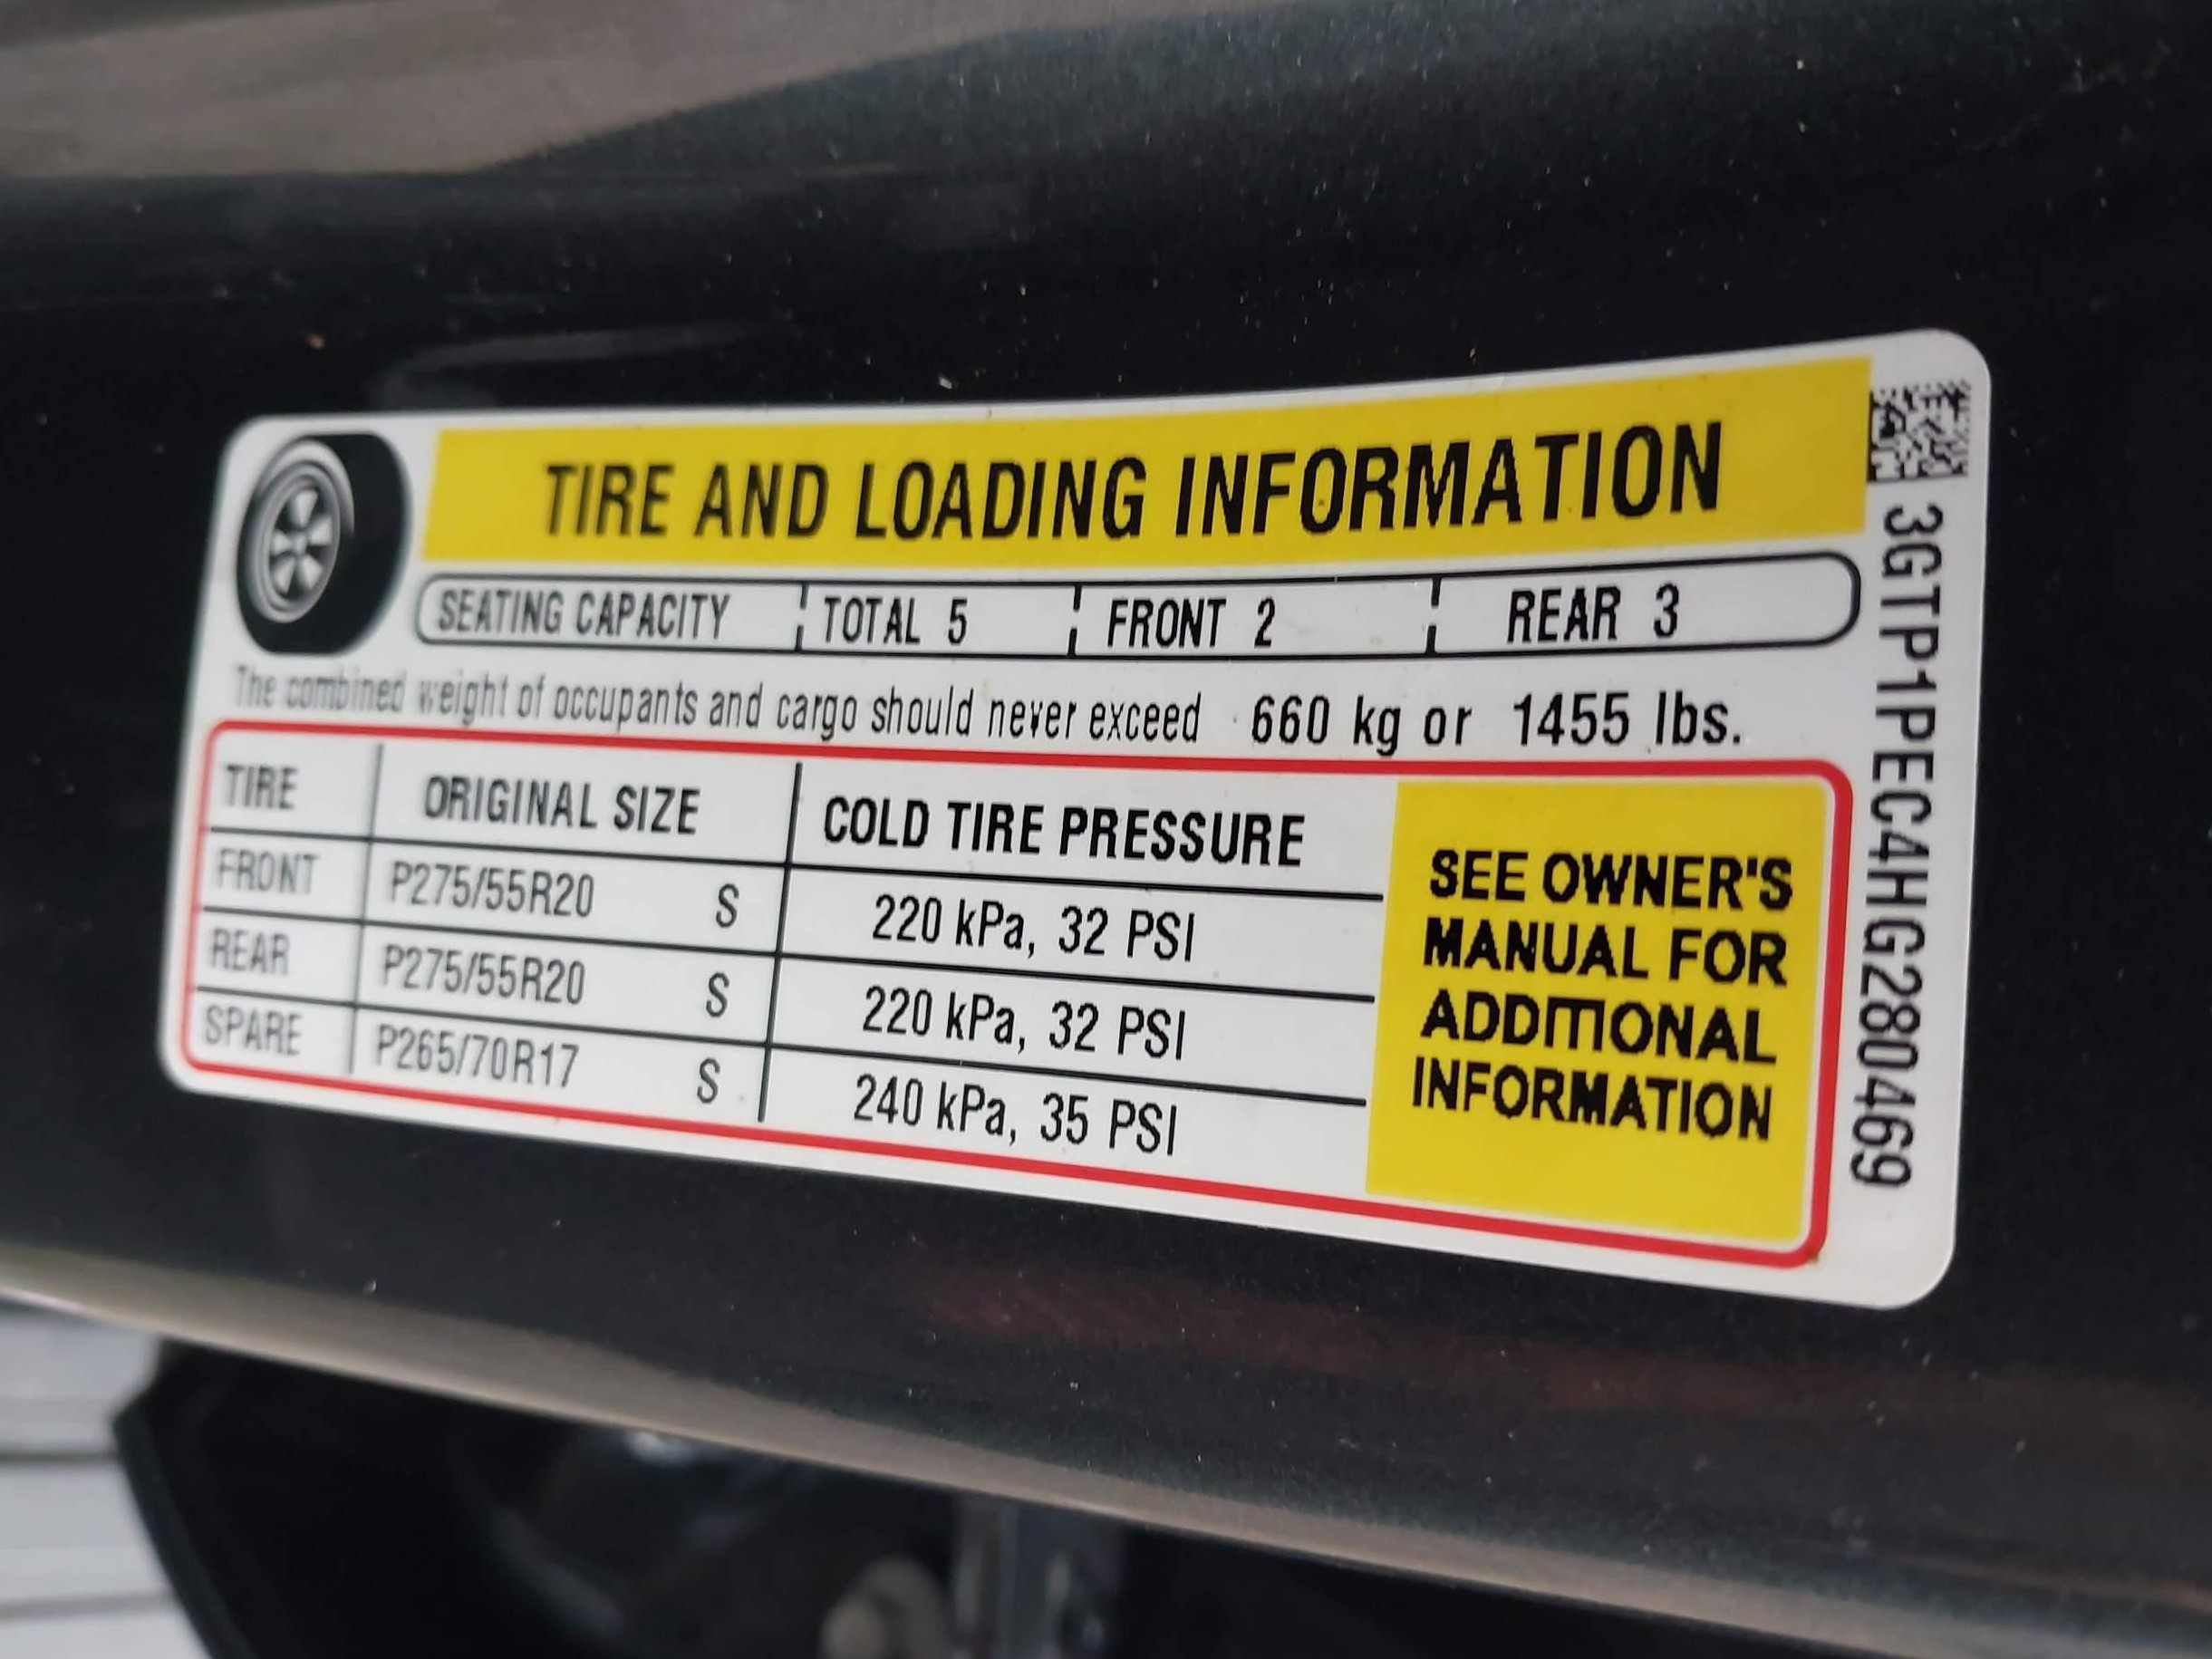 TIRE AND LOADING INFORMATION
SEATING CAPACITY TOTAL 5 FRONT 2 REAR 3
The combined weight of occupants and cargo should never exceed 660 kg or 1455 lbs.
TIRE ORIGINAL SIZE COLD TIRE PRESSURE
FRONT P275/55R20 S 220 kPa, 32 PSI
REAR P275/55R20 S 220 kPa, 32 PSI
SPARE P265/70R17 S 240 kPa, 35 PSI
SEE OWNER'S
MANUAL FOR
ADDITIONAL
INFORMATION
3GTP1PEC4HG280469